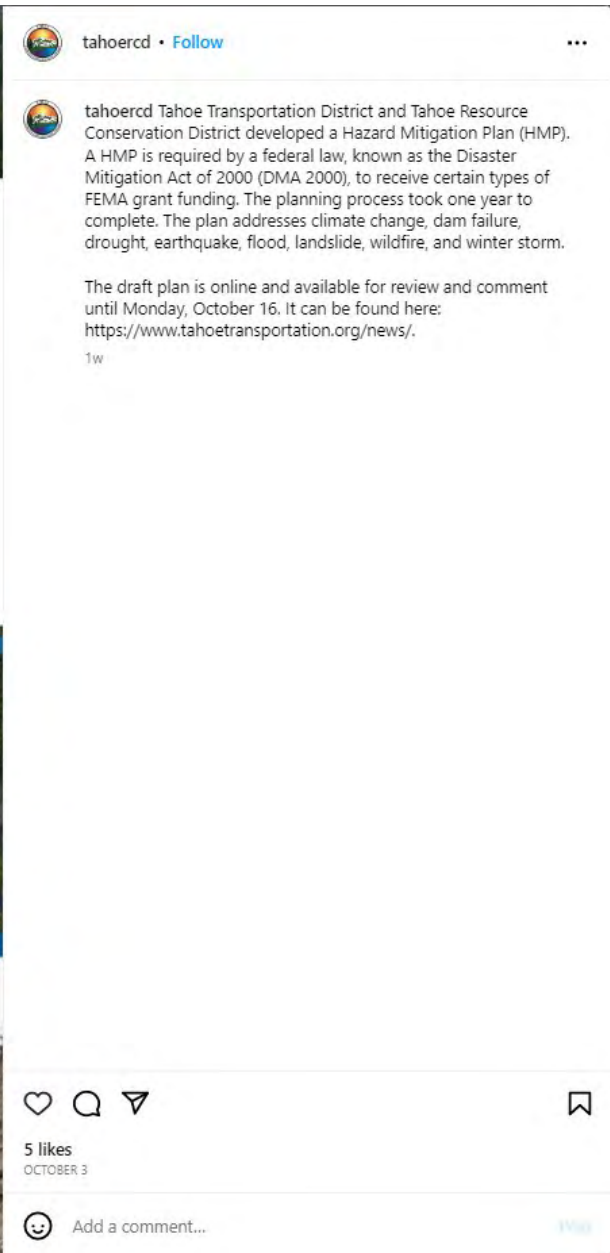 tahoercd • Follow
tahoercd Tahoe Transportation District and Tahoe Resource
Conservation District developed a Hazard Mitigation Plan (HMP).
A HMP is required by a federal law, known as the Disaster
Mitigation Act of 2000 (DMA 2000), to receive certain types of
FEMA grant funding. The planning process took one year to
complete. The plan addresses climate change, dam failure,
drought, earthquake, flood, landslide, wildfire, and winter storm.
The draft plan is online and available for review and comment
until Monday, October 16. It can be found here:
https://www.tahoetransportation.org/news/.
1w
5 likes
OCTOBER 3
Add a comment...